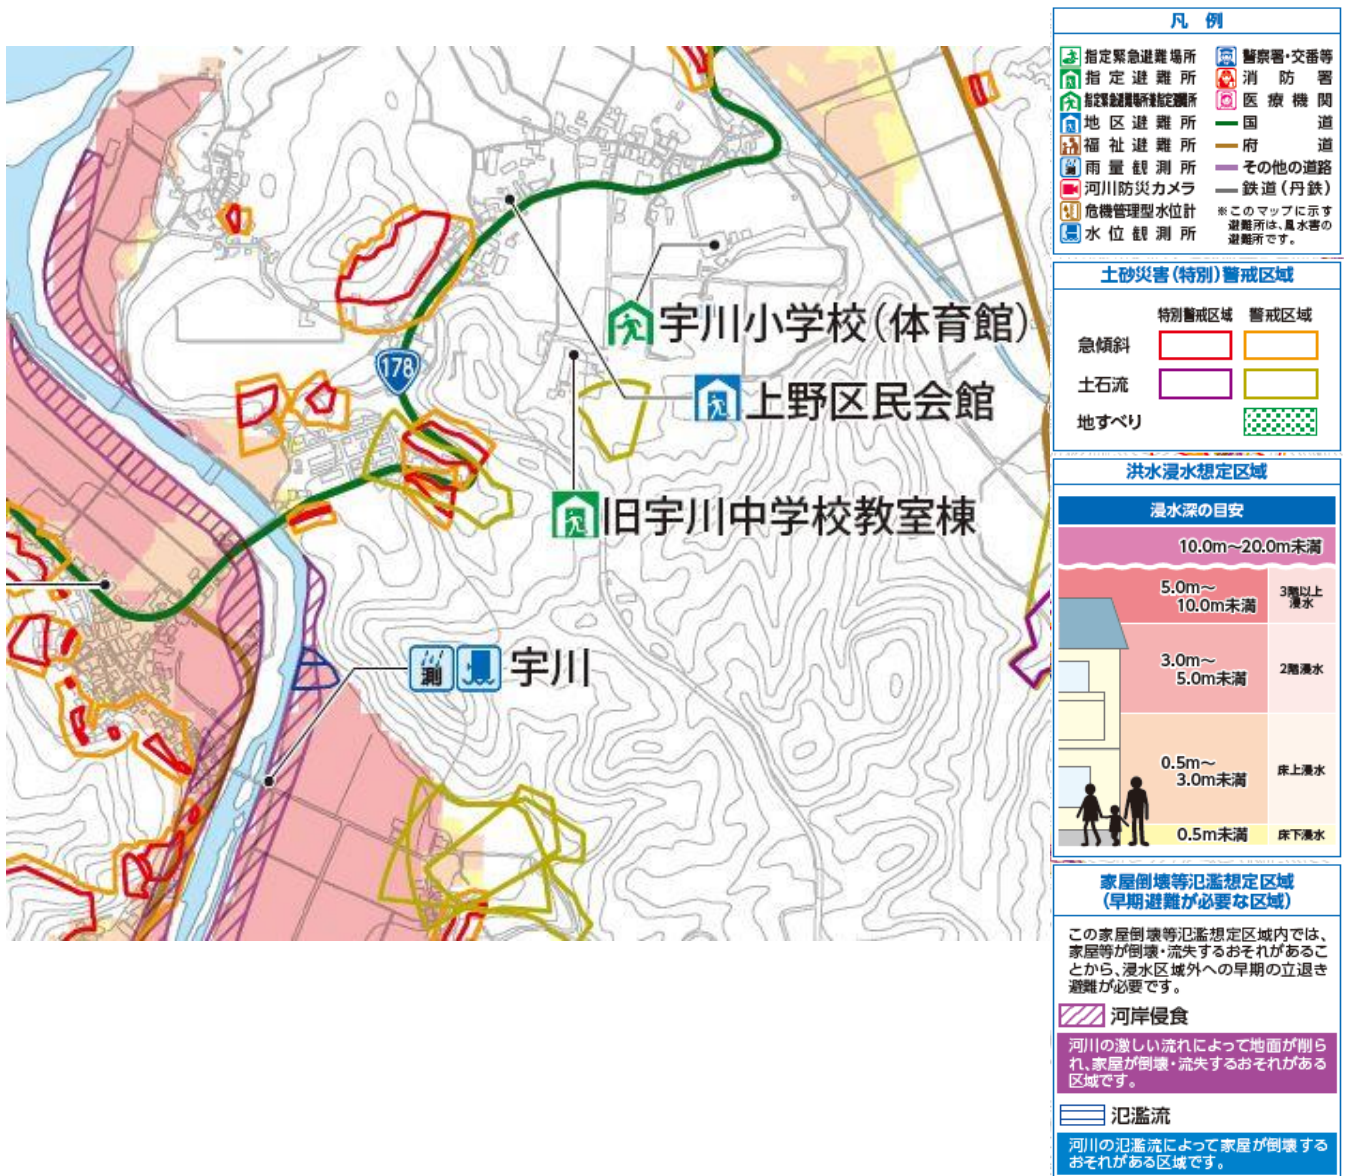 宇川小学校(体育館)
178
上野区民会館
旧宇川中学校教室棟
測
宇川
凡 例
指定緊急避難場所
指定避難所
指定緊急避難場所兼指定避難所
地区避難所
福祉避難所
測
雨量観測所
河川防災カメラ
危機管理型水位計
水位観測所
警察署・交番等
消防署
医療機関
国道
府道
その他の道路
鉄道(丹鉄)
※このマップに示す
避難所は、風水害の
避難所です。
土砂災害(特別)警戒区域
特別警戒区域 警戒区域
急傾斜
土石流
地すべり
洪水浸水想定区域
浸水深の目安
10.0m～20.0m未満
5.0m～
10.0m未満
3階以上
浸水
3.0m～
5.0m未満
2階浸水
0.5m～
3.0m未満
床上浸水
0.5m未満
床下浸水
家屋倒壊等氾濫想定区域
(早期避難が必要な区域)
この家屋倒壊等氾濫想定区域内では、
家屋等が倒壊・流失するおそれがあるこ
とから、浸水区域外への早期の立退き
避難が必要です。
河岸侵食
河川の激しい流れによって地面が削ら
れ、家屋が倒壊・流失するおそれがある
区域です。
氾濫流
河川の氾濫流によって家屋が倒壊する
おそれがある区域です。